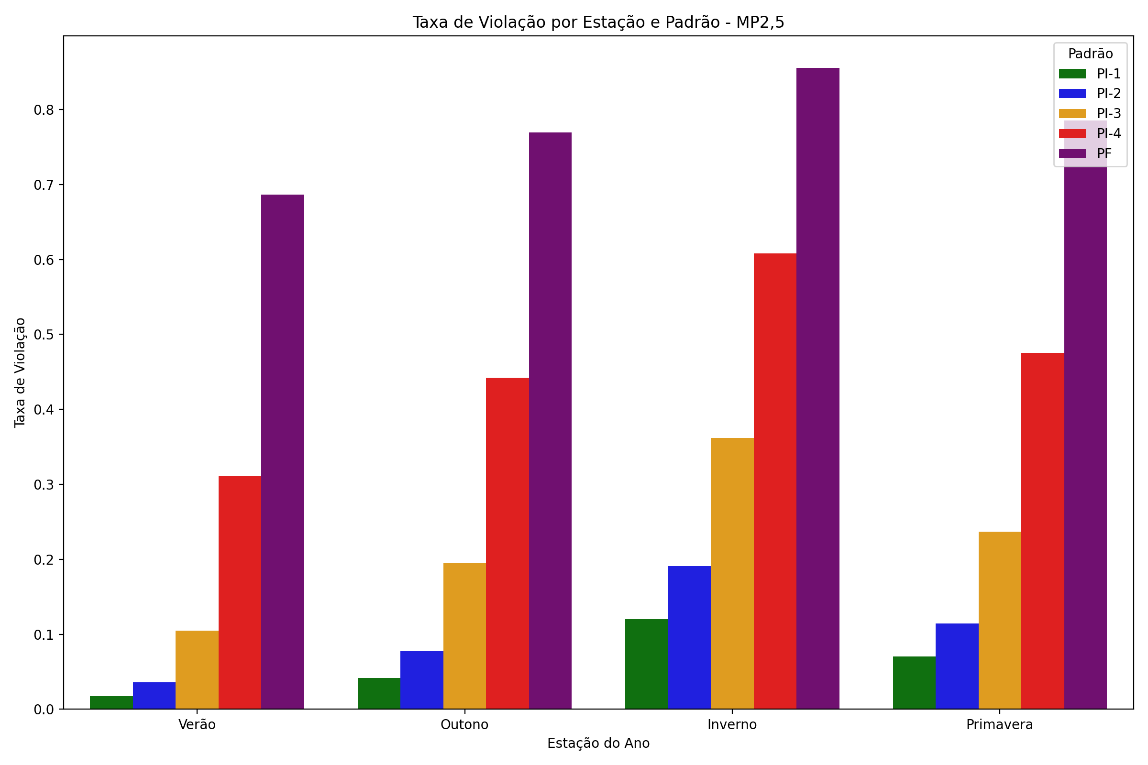 Taxa de Violação por Estação e Padrão - MP2,5
Padrão
PI-1
PI-2
PI-3
PI-4
PF
Taxa de Violação
0.8
0.7
0.6
0.5
0.4
0.3
0.2
0.1
0.0
Verão
Outono
Inverno
Primavera
Estação do Ano